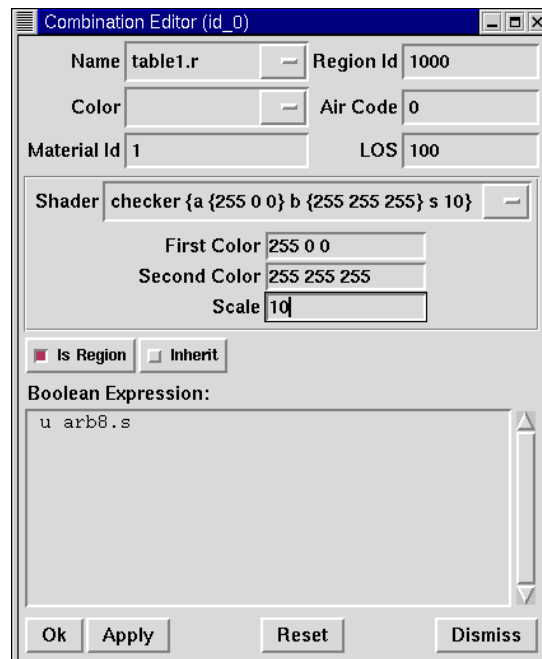 Combination Editor (id_0)
Name table1.r Region Id 1000
Color Air Code 0
Material Id 1 LOS 100
Shader checker {a {255 0 0} b {255 255 255} s 10}
First Color 255 0 0
Second Color 255 255 255
Scale 10
Is Region Inherit
Boolean Expression:
u arb8.s
Ok Apply Reset Dismiss